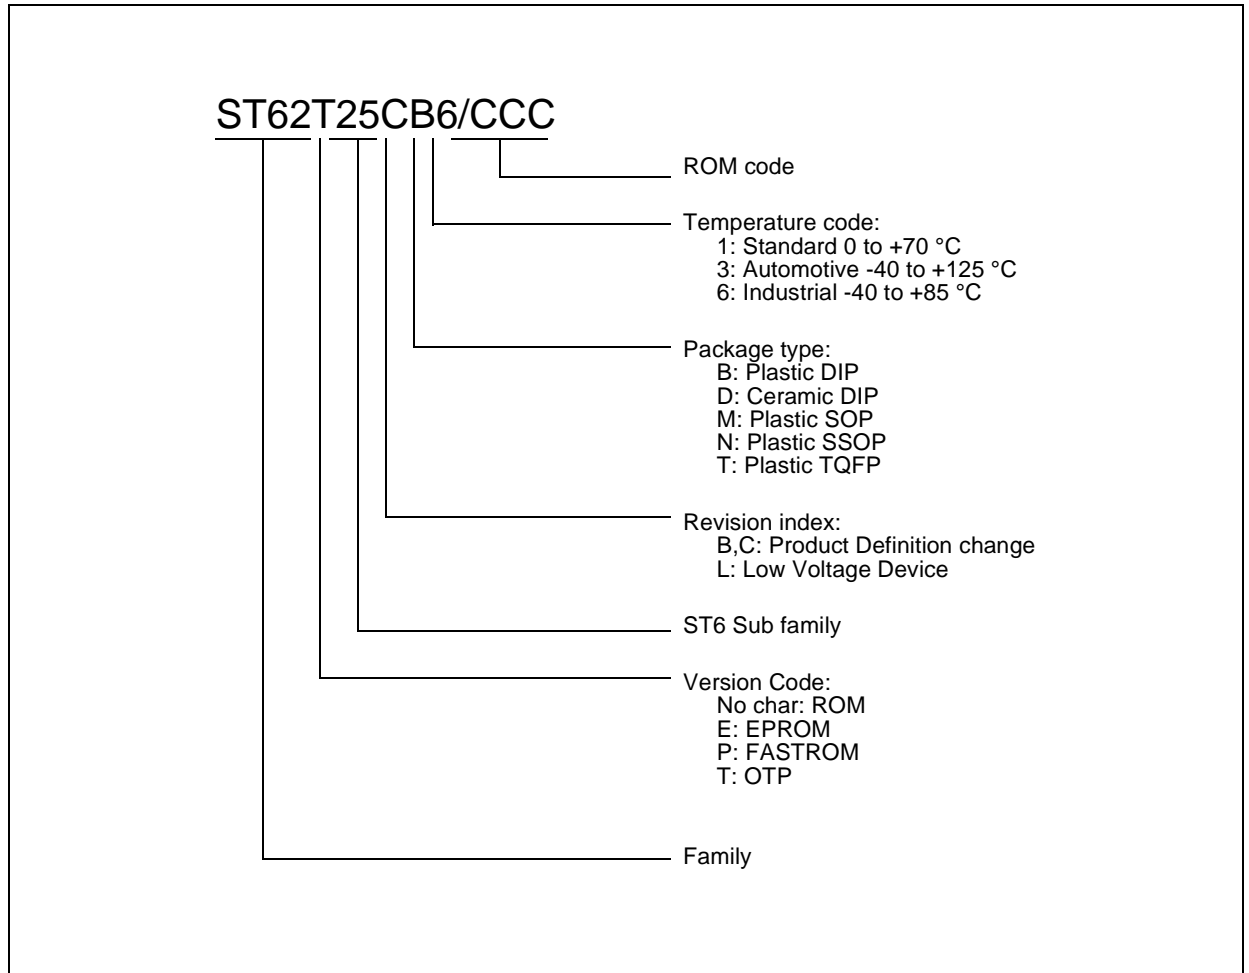 ST62T25CB6/CCC
ROM code
Temperature code:
1: Standard 0 to +70 °C
3: Automotive -40 to +125 °C
6: Industrial -40 to +85 °C
Package type:
B: Plastic DIP
D: Ceramic DIP
M: Plastic SOP
N: Plastic SSOP
T: Plastic TQFP
Revision index:
B,C: Product Definition change
L: Low Voltage Device
ST6 Sub family
Version Code:
No char: ROM
E: EPROM
P: FASTROM
T: OTP
Family